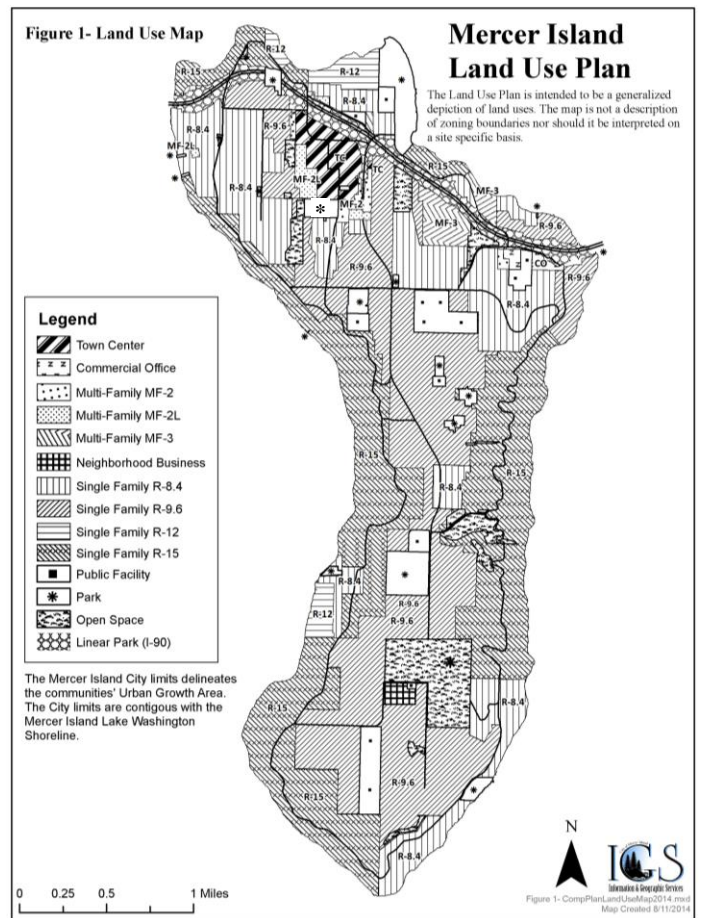 Figure 1- Land Use Map
Mercer Island
Land Use Plan
The Land Use Plan is intended to be a generalized
depiction of land uses. The map is not a description
of zoning boundaries nor should it be interpreted on
a site specific basis.
R-12
R-15
R-12
R-8.4
R-8.4
R-9.6
MF-2L
TC
TC
R-15
MF-2L
MF-3
R-8.4
MF-2
MF-3
R-9.6
R-8.4
R-9.6
CO
R-9.6
R-8.4
Legend
Town Center
Commercial Office
Multi-Family MF-2
Multi-Family MF-2L
Multi-Family MF-3
Neighborhood Business
Single Family R-8.4
Single Family R-9.6
Single Family R-12
Single Family R-15
Public Facility
Park
Open Space
Linear Park (I-90)
R-15
R-15
R-8.4
R-8.4
R-9.6
R-12
R-9.6
The Mercer Island City limits delineates
the communities' Urban Growth Area.
The City limits are contigous with the
Mercer Island Lake Washington
Shoreline.
R-8.4
R-15
R-9.6
R-15
R-8.4
N
IGS
Information & Geographic Services
0 0.25 0.5 1 Miles
Figure 1- CompPlanLandUseMap2014.mxd
Map Created 8/11/2014